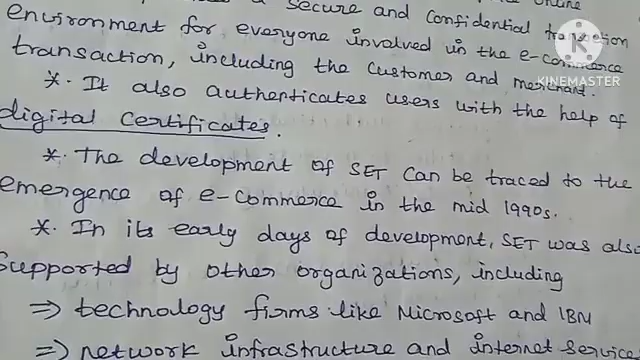 a secure and confidential transaction
environment for everyone involved in the e-commerce
transaction, including the customer and merchant.
KINEMASTER
*. It also authenticates users with the help of
digital certificates.
*. The development of SET can be traced to the
emergence of e-commerce in the mid 1990s.
*. In its early days of development, SET was also
supported by other organizations, including
⇒ technology firms like Microsoft and IBM
⇒ network infrastructure and internet service